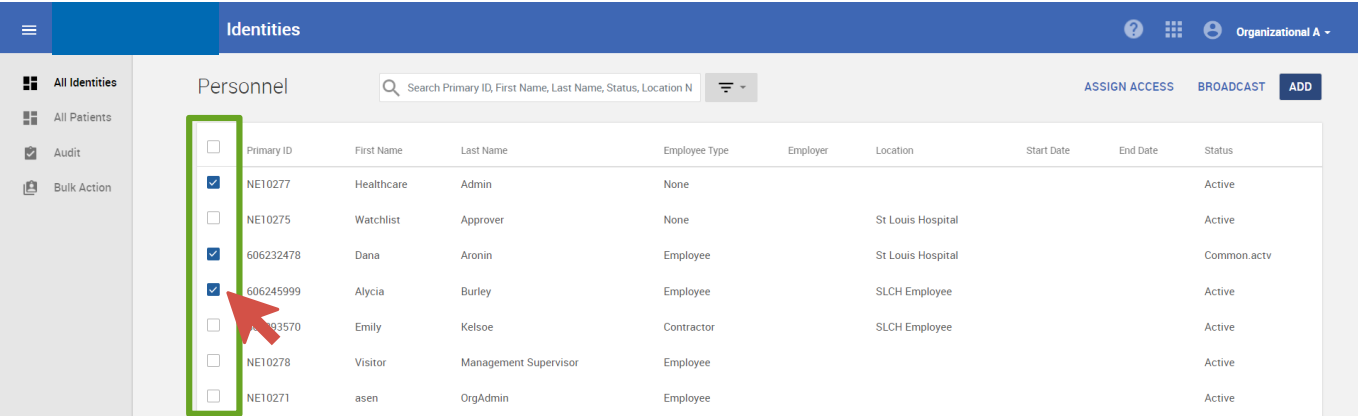 Identities
Organizational A
All Identities
All Patients
Audit
Bulk Action
Personnel
Search Primary ID, First Name, Last Name, Status, Location N
ASSIGN ACCESS BROADCAST ADD
Primary ID First Name Last Name Employee Type Employer Location Start Date End Date Status
NE10277 Healthcare Admin None Active
NE10275 Watchlist Approver None St Louis Hospital Active
606232478 Dana Aronin Employee St Louis Hospital Common.actv
606245999 Alycia Burley Employee SLCH Employee Active
Emily Kelsoe Contractor SLCH Employee Active
NE10278 Visitor Management Supervisor Employee Active
NE10271 asen OrgAdmin Employee Active